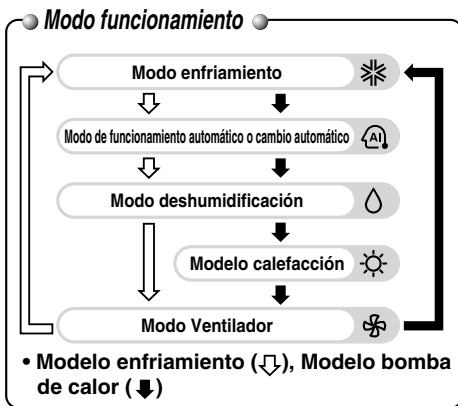 Modo funcionamiento
Modo enfriamiento
Modo de funcionamiento automático o cambio automático
AI
Modo deshumidificación
Modelo calefacción
Modo Ventilador
• Modelo enfriamiento (⇩), Modelo bomba
de calor (⬇)